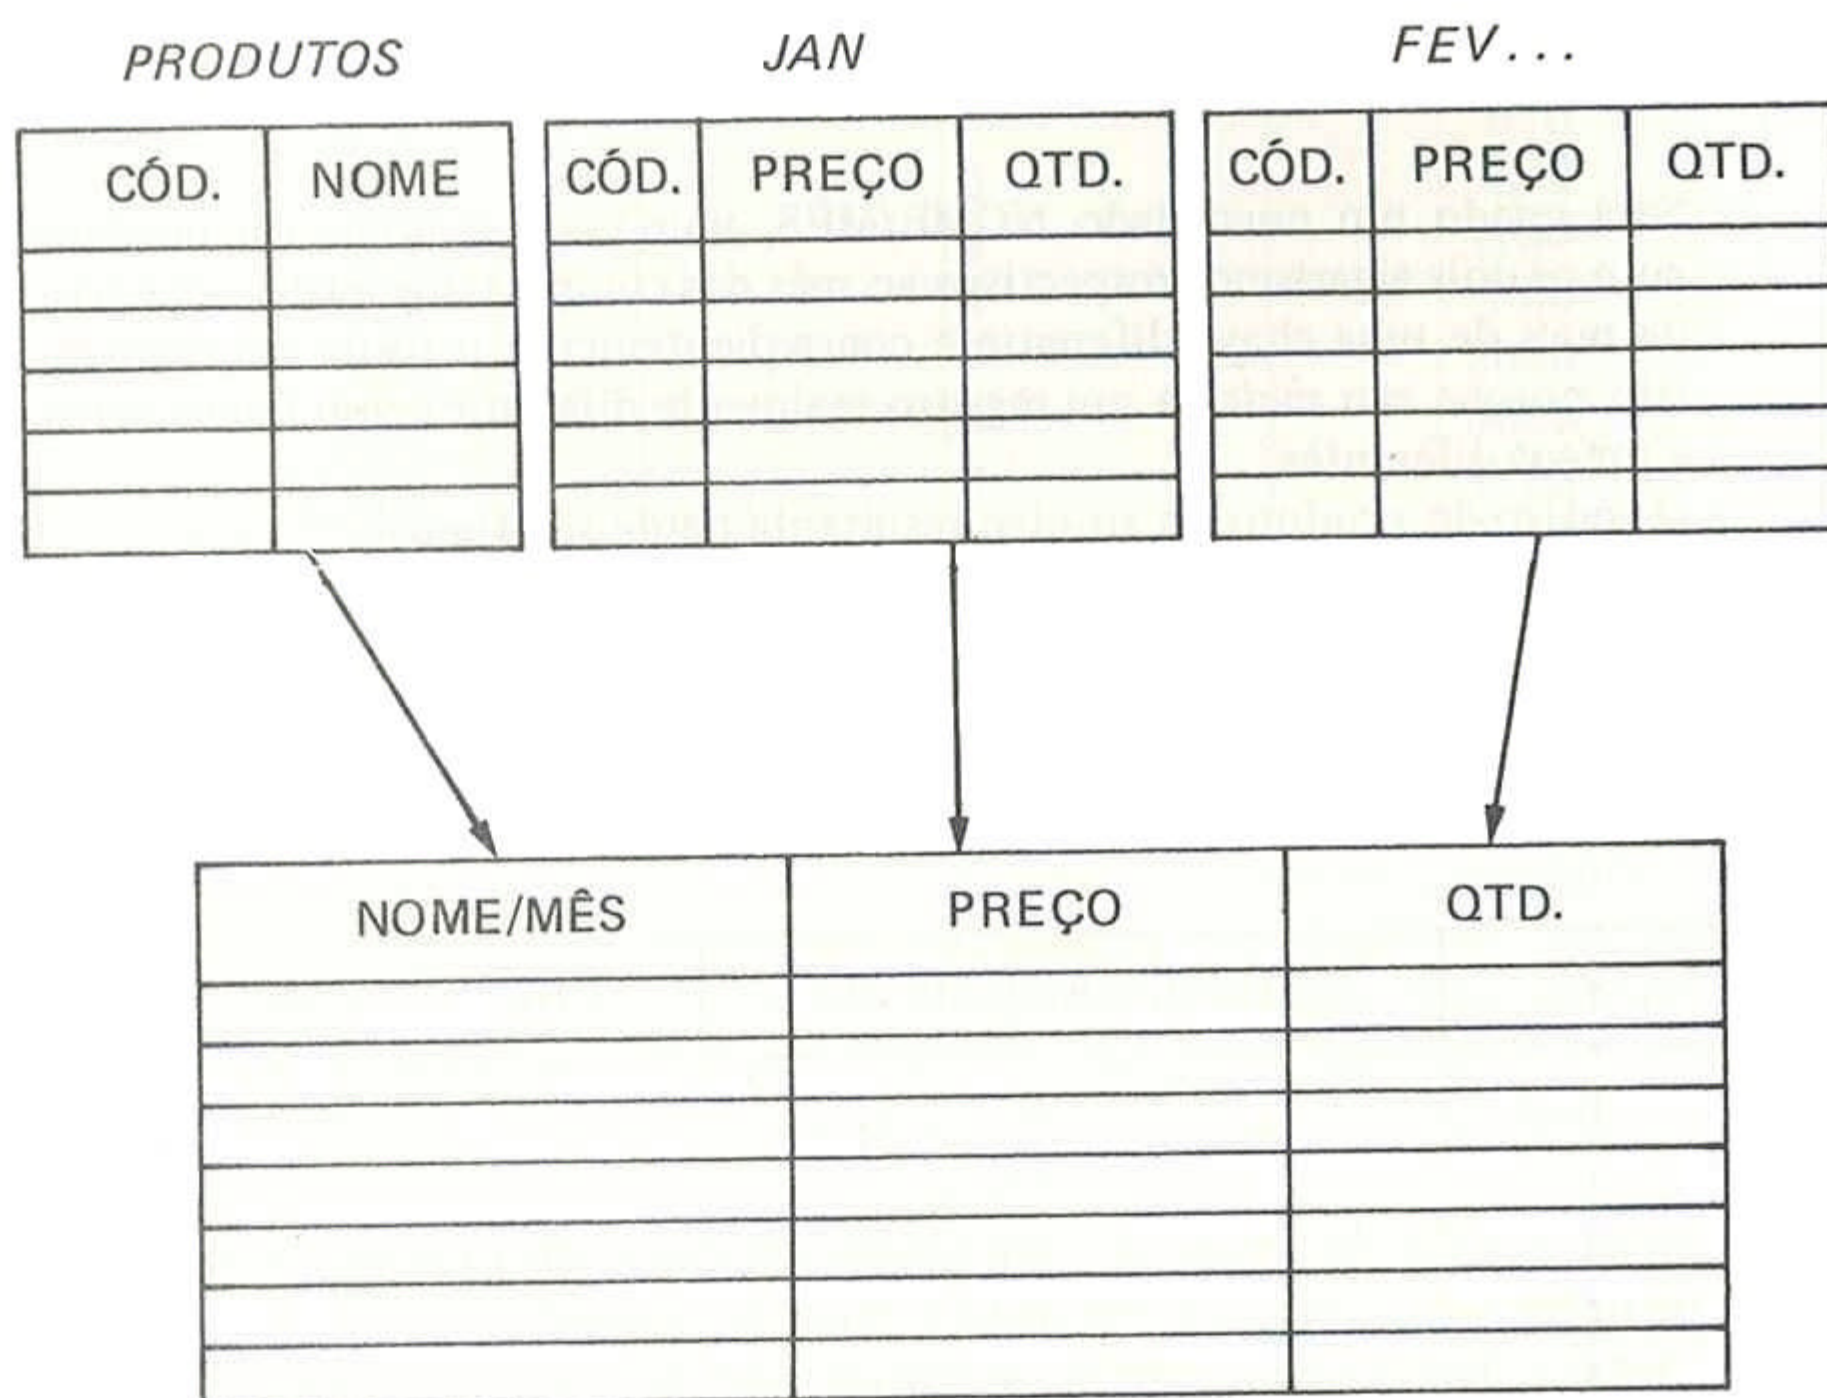 PRODUTOS JAN FEV...
CÓD. NOME CÓD. PREÇO QTD. CÓD. PREÇO QTD.
NOME/MÊS PREÇO QTD.